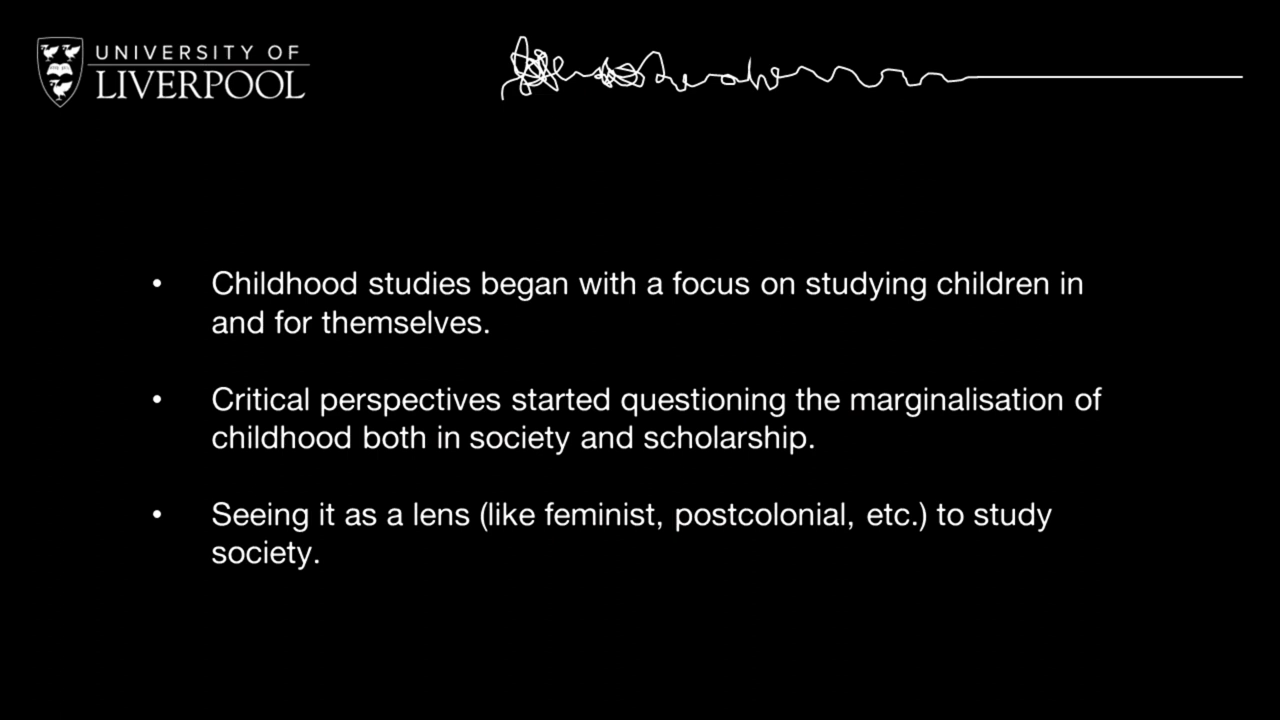 UNIVERSITY OF
LIVERPOOL
• Childhood studies began with a focus on studying children in
and for themselves.
• Critical perspectives started questioning the marginalisation of
childhood both in society and scholarship.
• Seeing it as a lens (like feminist, postcolonial, etc.) to study
society.